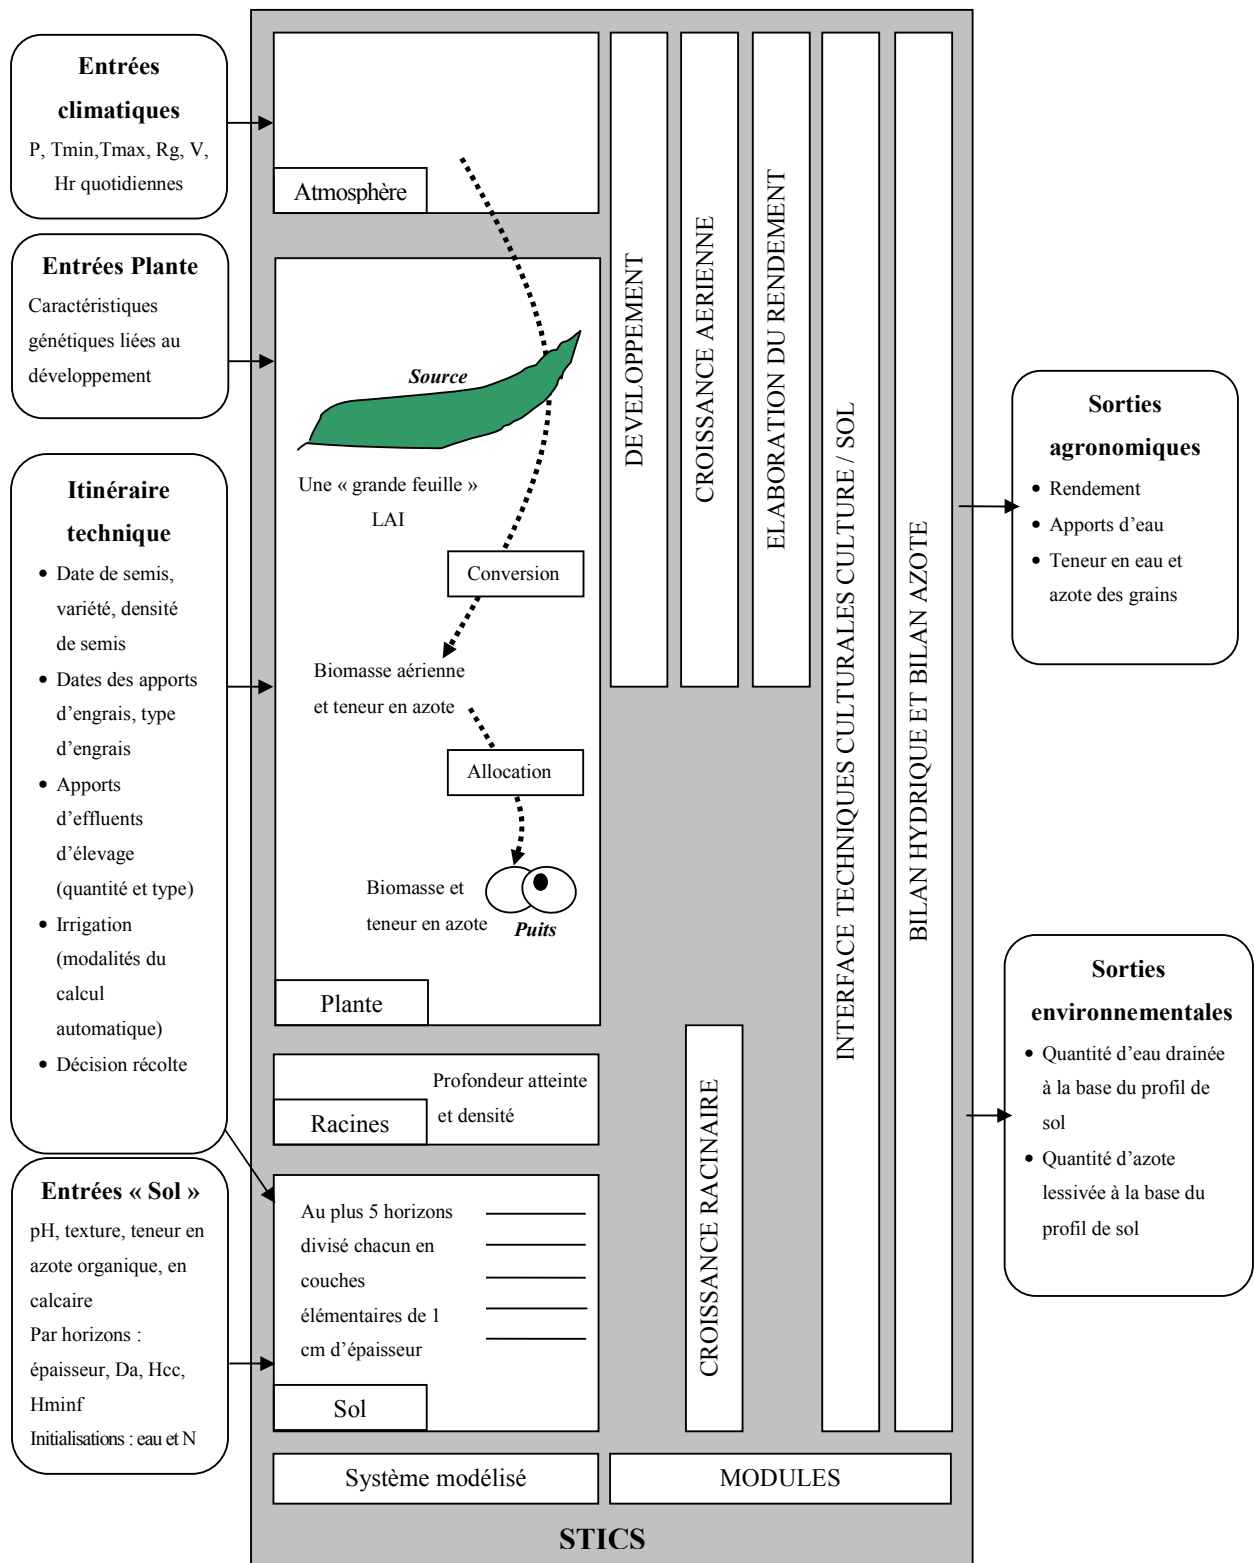 Entrées
climatiques
P, Tmin,Tmax, Rg, V,
Hr quotidiennes
Entrées Plante
Caractéristiques
génétiques liées au
développement
Itinéraire
technique
• Date de semis,
variété, densité
de semis
• Dates des apports
d'engrais, type
d'engrais
• Apports
d'effluents
d'élevage
(quantité et type)
• Irrigation
(modalités du
calcul
automatique)
• Décision récolte
Entrées « Sol »
pH, texture, teneur en
azote organique, en
calcaire
Par horizons :
épaisseur, Da, Hcc,
Hminf
Initialisations : eau et N
Atmosphère
Source
Une « grande feuille »
LAI
Conversion
Biomasse aérienne
et teneur en azote
Allocation
Biomasse et
teneur en azote
Puits
Plante
Profondeur atteinte
et densité
Racines
Au plus 5 horizons
divisé chacun en
couches
élémentaires de 1
cm d'épaisseur
Sol
Système modélisé
DEVELOPPEMENT
CROISSANCE AERIENNE
ELABORATION DU RENDEMENT
INTERFACE TECHNIQUES CULTURALES CULTURE / SOL
BILAN HYDRIQUE ET BILAN AZOTE
CROISSANCE RACINAIRE
MODULES
STICS
Sorties
agronomiques
• Rendement
• Apports d'eau
• Teneur en eau et
azote des grains
Sorties
environnementales
• Quantité d'eau drainée
à la base du profil de
sol
• Quantité d'azote
lessivée à la base du
profil de sol